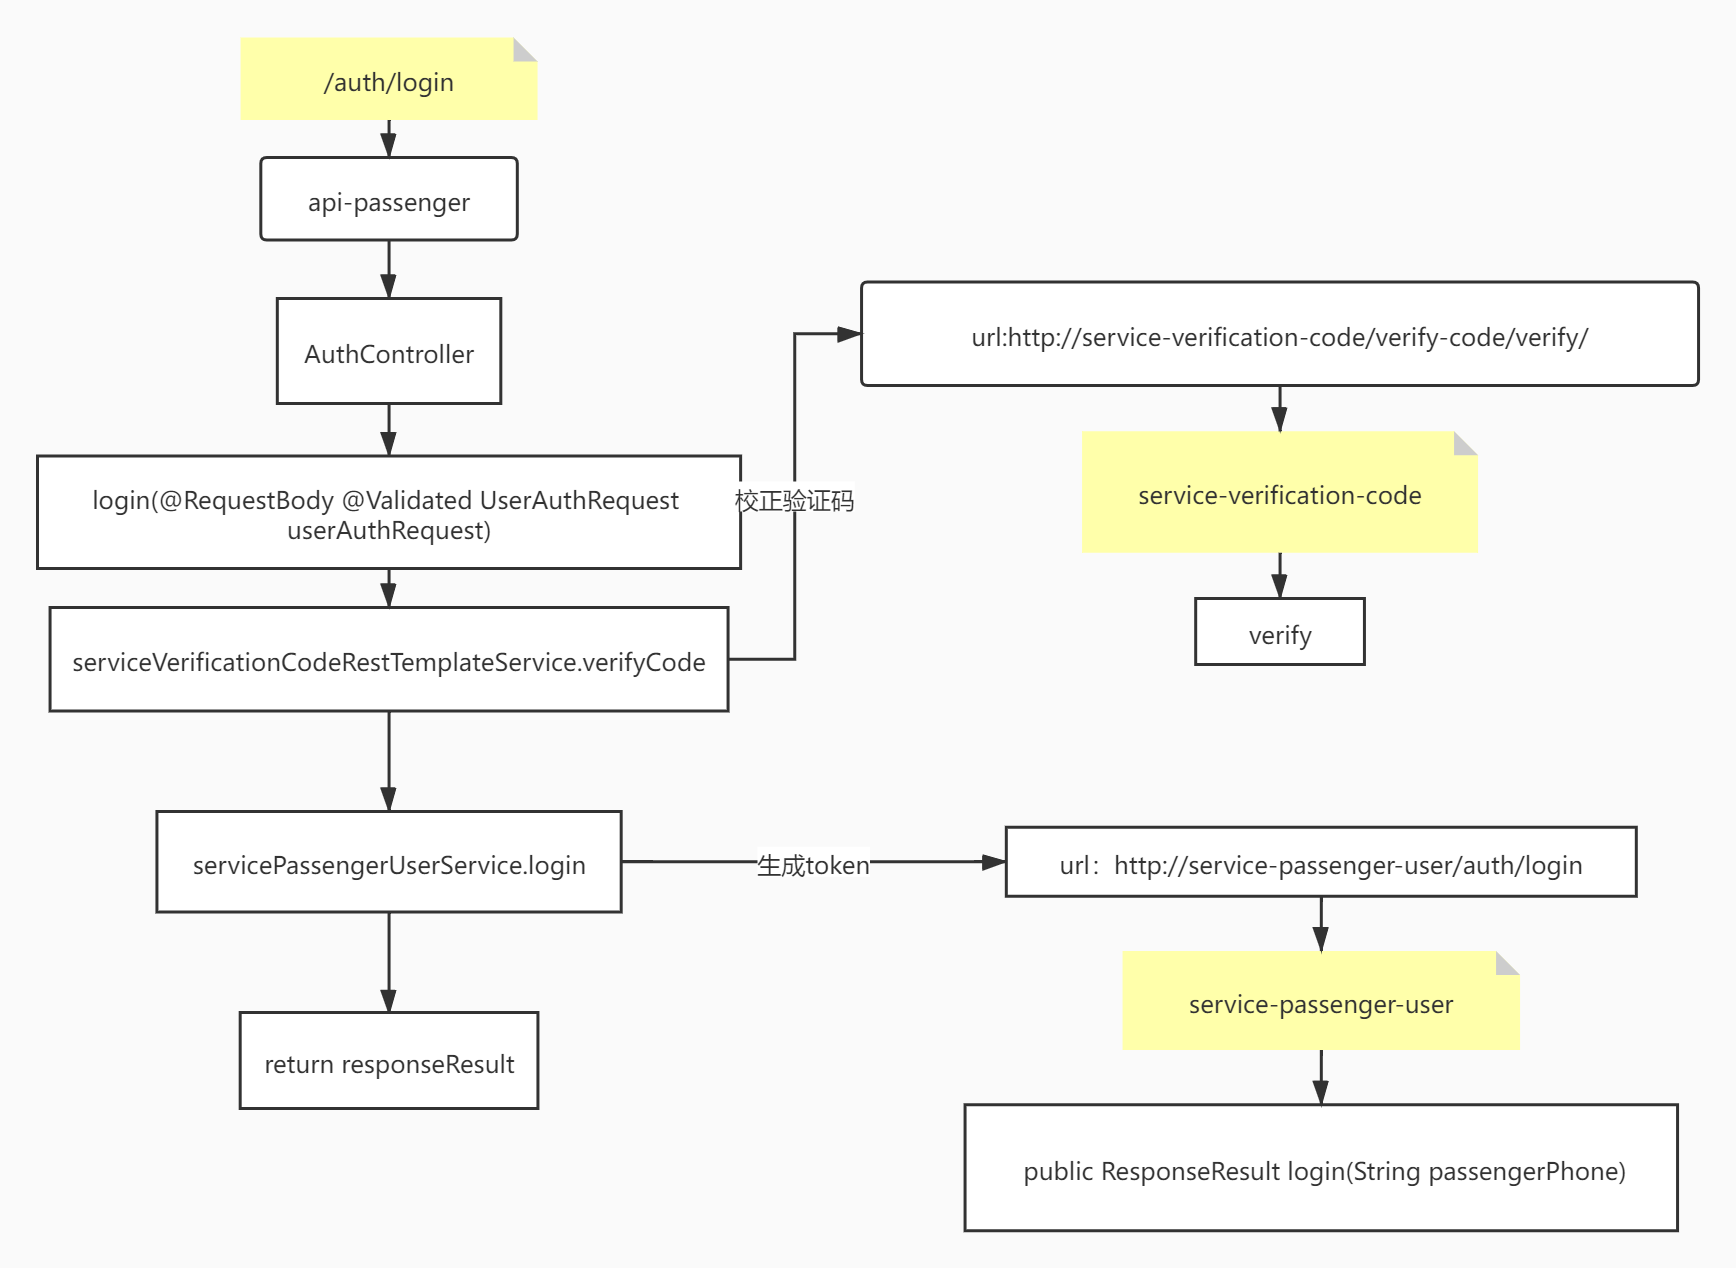 /auth/login
api-passenger
AuthController
login(@RequestBody @Validated UserAuthRequest
userAuthRequest)
serviceVerificationCodeRestTemplateService.verifyCode
校正验证码
url:http://service-verification-code/verify-code/verify/
service-verification-code
verify
servicePassengerUserService.login
生成token
url：http://service-passenger-user/auth/login
service-passenger-user
public ResponseResult login(String passengerPhone)
return responseResult